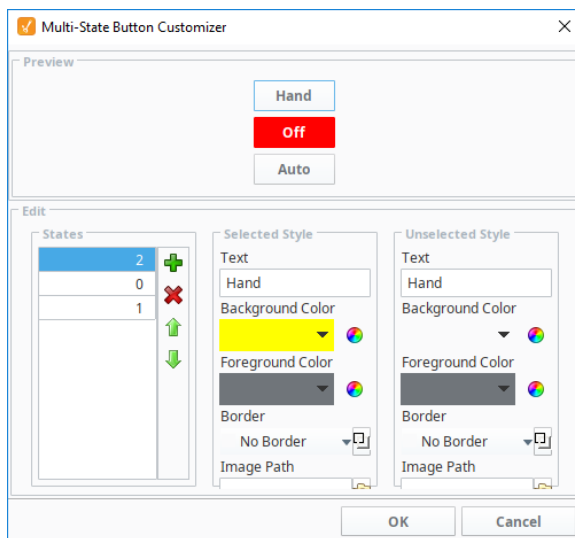 Multi-State Button Customizer
Preview
Hand
Off
Auto
Edit
States
2
0
1
Selected Style
Text
Hand
Background Color
Foreground Color
Border
No Border
Image Path
Unselected Style
Text
Hand
Background Color
Foreground Color
Border
No Border
Image Path
OK Cancel